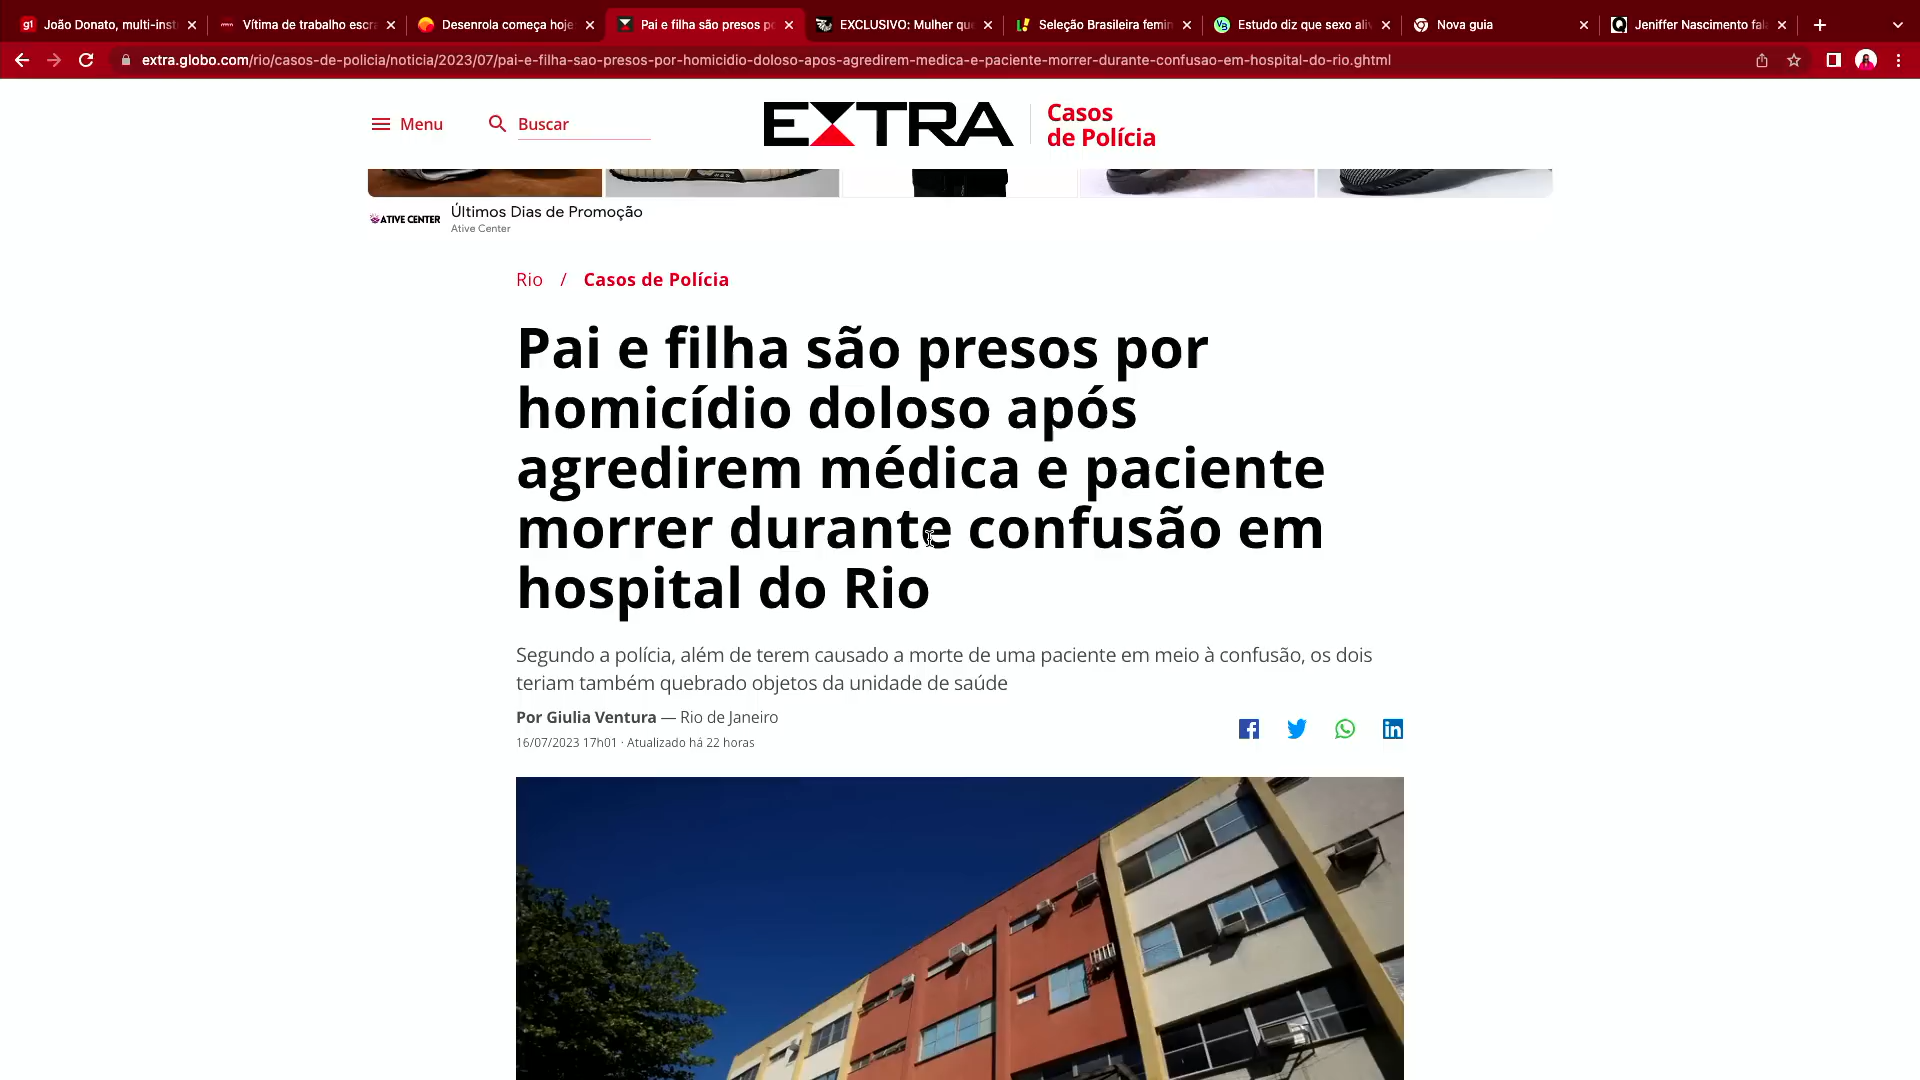 João Donato, multi-inst
Vítima de trabalho escr
Desenrola começa hoje
Pai e filha são presos p
EXCLUSIVO: Mulher qu
Seleção Brasileira femin
Estudo diz que sexo ali
Nova guia
Jeniffer Nascimento fal
extra.globo.com/rio/casos-de-policia/noticia/2023/07/pai-e-filha-sao-presos-por-homicidio-doloso-apos-agredirem-medica-e-paciente-morrer-durante-confusao-em-hospital-do-rio.ghtml
Menu
Buscar
EXTRA
Casos
de Polícia
ATIVE CENTER
Últimos Dias de Promoção
Ative Center
Rio / Casos de Polícia
Pai e filha são presos por
homicídio doloso após
agredirem médica e paciente
morrer durante confusão em
hospital do Rio
Segundo a polícia, além de terem causado a morte de uma paciente em meio à confusão, os dois
teriam também quebrado objetos da unidade de saúde
Por Giulia Ventura — Rio de Janeiro
16/07/2023 17h01 · Atualizado há 22 horas